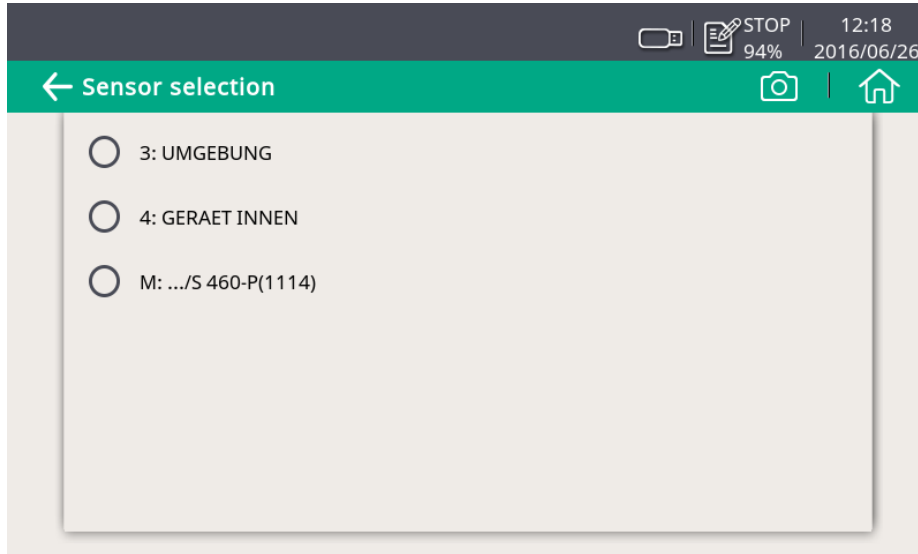 STOP
94%
12:18
2016/06/26
Sensor selection
3: UMGEBUNG
4: GERAET INNEN
M: .../S 460-P(1114)